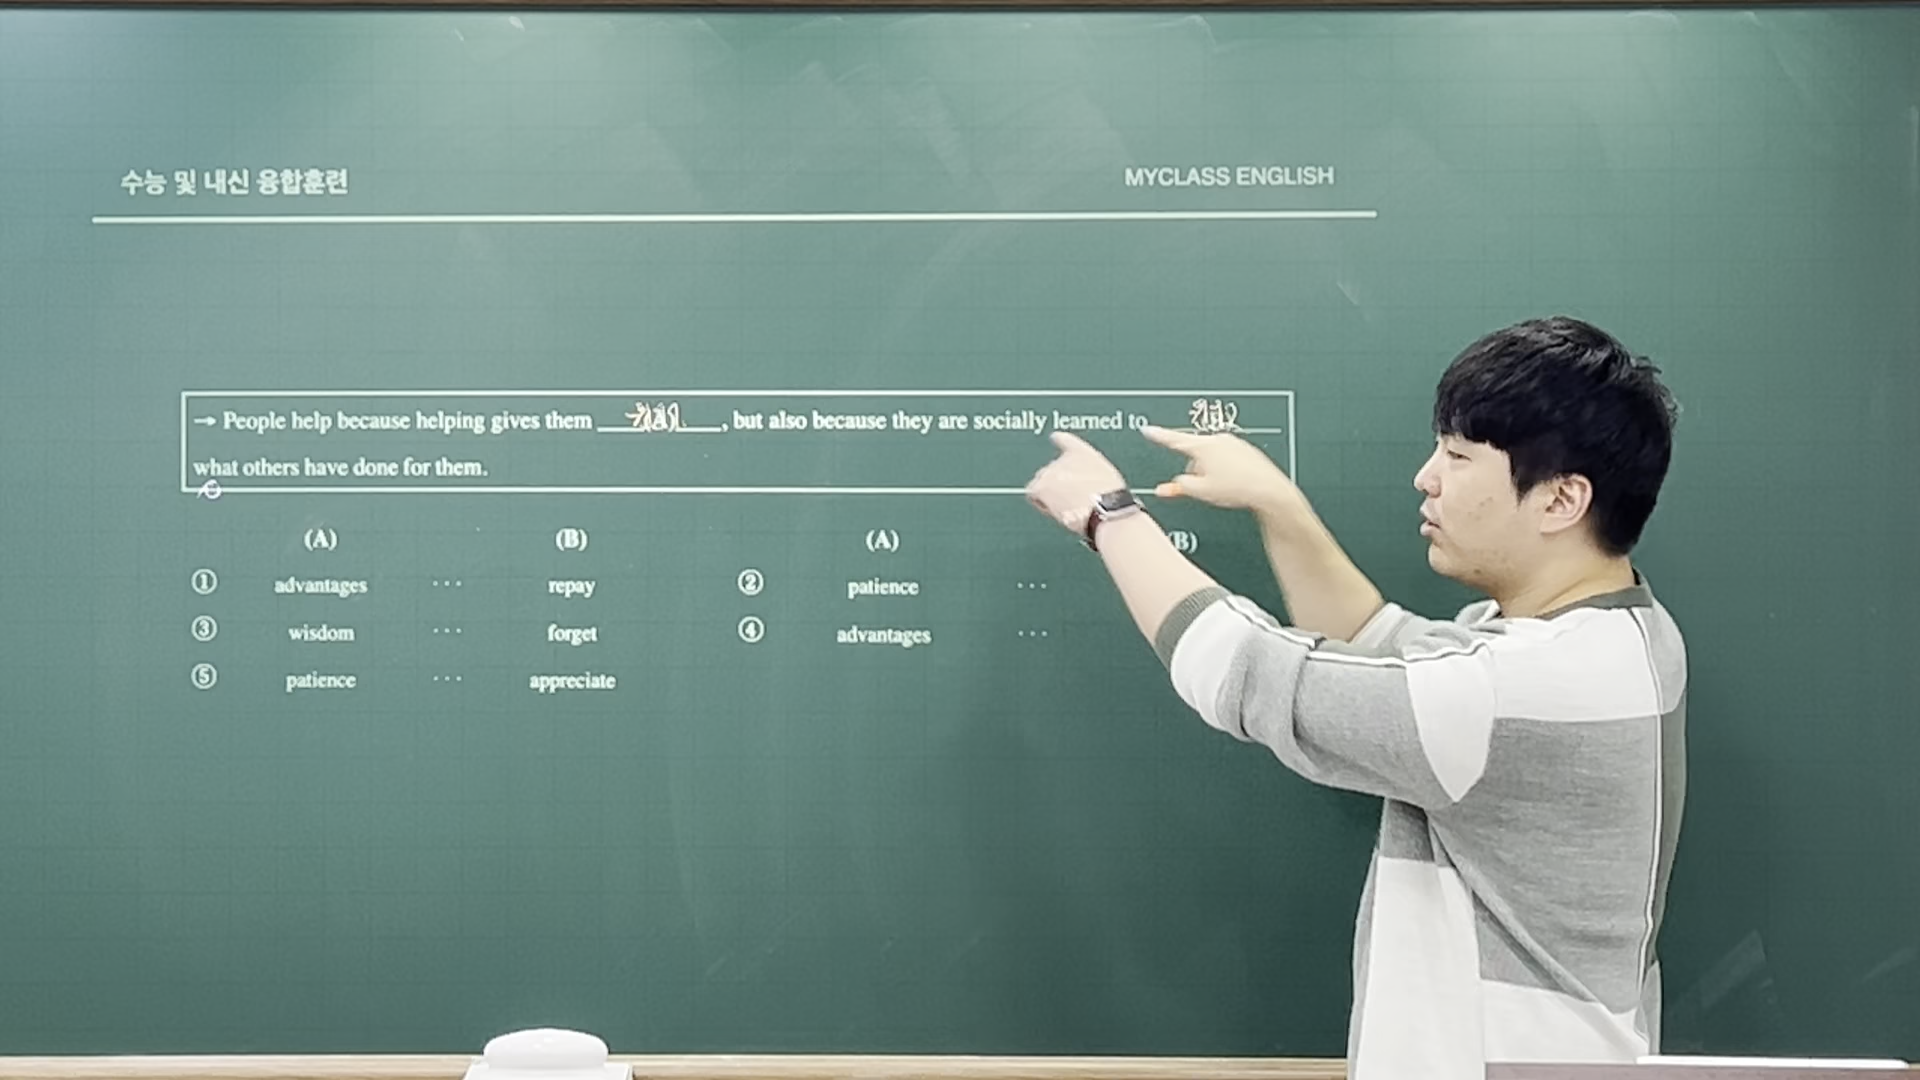 수능 및 내신 융합훈련
MYCLASS ENGLISH
→ People help because helping gives them , but also because they are socially learned to
what others have done for them.
(A) (B) (A) (B)
① advantages ··· repay ② patience ···
③ wisdom ··· forget ④ advantages ···
⑤ patience ··· appreciate